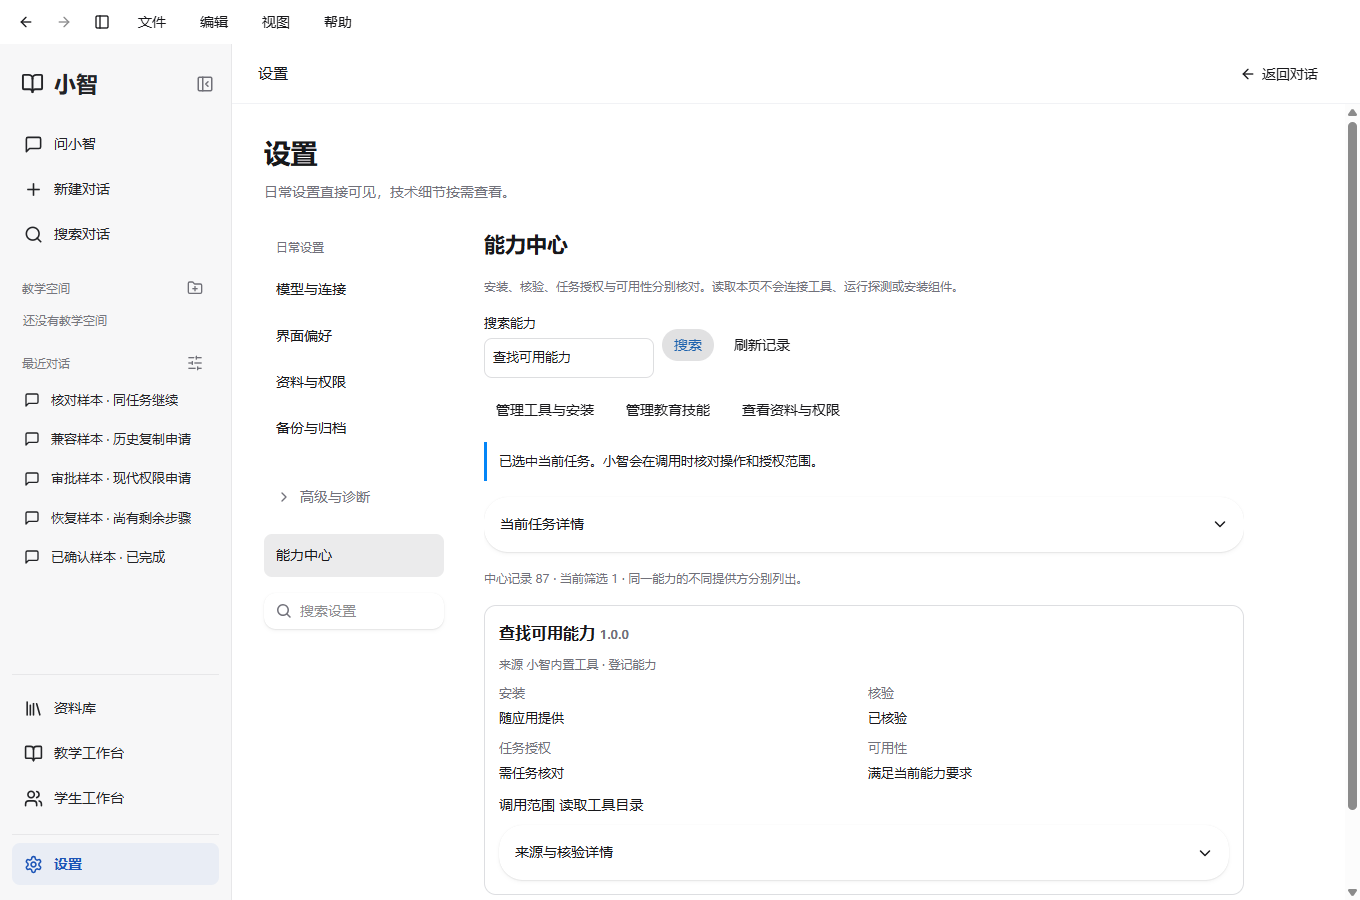 文件 编辑 视图 帮助
小智
问小智
新建对话
搜索对话
教学空间
还没有教学空间
最近对话
核对样本 · 同任务继续
兼容样本 · 历史复制申请
审批样本 · 现代权限申请
恢复样本 · 尚有剩余步骤
已确认样本 · 已完成
资料库
教学工作台
学生工作台
设置
设置
返回对话
设置
日常设置直接可见，技术细节按需查看。
日常设置
模型与连接
界面偏好
资料与权限
备份与归档
高级与诊断
能力中心
搜索设置
能力中心
安装、核验、任务授权与可用性分别核对。读取本页不会连接工具、运行探测或安装组件。
搜索能力
查找可用能力 搜索 刷新记录
管理工具与安装 管理教育技能 查看资料与权限
已选中当前任务。小智会在调用时核对操作和授权范围。
当前任务详情
中心记录 87 · 当前筛选 1 · 同一能力的不同提供方分别列出。
查找可用能力 1.0.0
来源 小智内置工具 · 登记能力
安装 核验
随应用提供 已核验
任务授权 可用性
需任务核对 满足当前能力要求
调用范围 读取工具目录
来源与核验详情